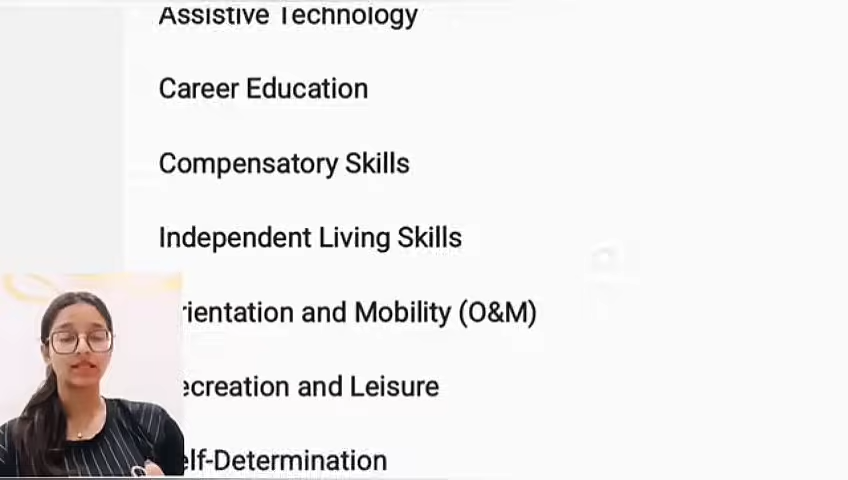 Assistive Technology
Career Education
Compensatory Skills
Independent Living Skills
rientation and Mobility (O&M)
ecreation and Leisure
elf-Determination